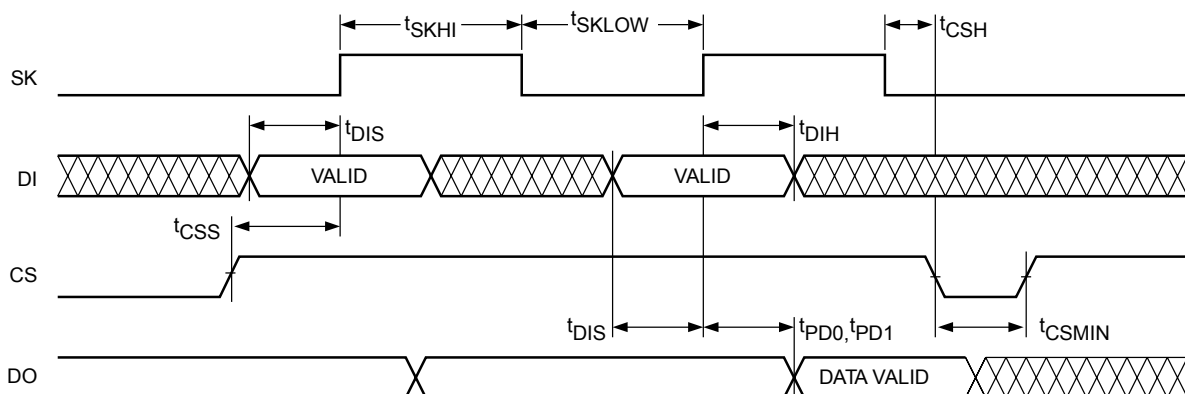 tSKHI tSKLOW tCSH
SK
tDIS tDIH
DI VALID VALID
tCSS
CS
tDIS tPD0,tPD1 tCSMIN
DO DATA VALID